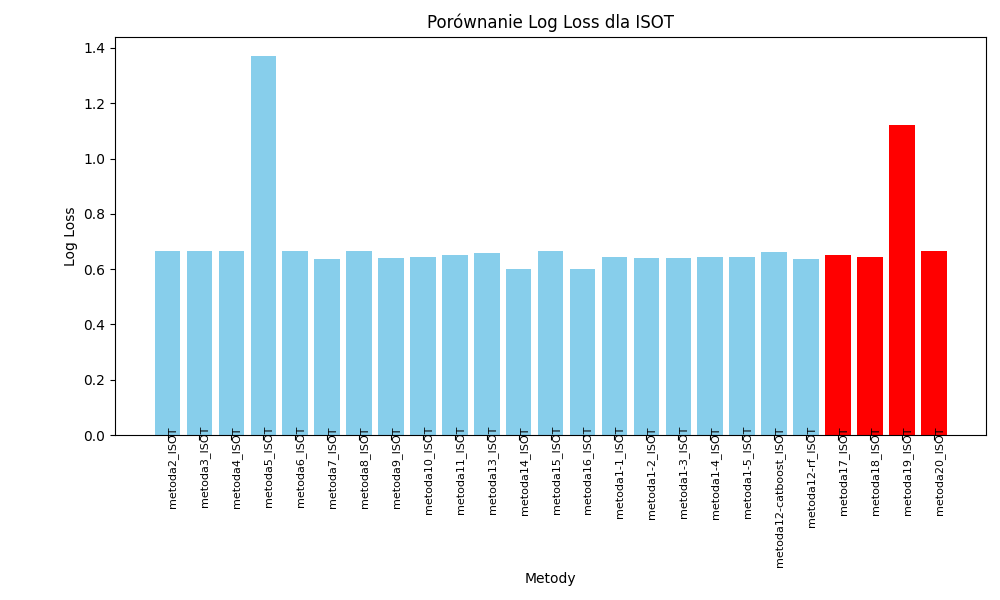 Porównanie Log Loss dla ISOT
Log Loss
1.4
1.2
1.0
0.8
0.6
0.4
0.2
0.0
metoda2_ISOT
metoda3_ISOT
metoda4_ISOT
metoda5_ISOT
metoda6_ISOT
metoda7_ISOT
metoda8_ISOT
metoda9_ISOT
metoda10_ISOT
metoda11_ISOT
metoda13_ISOT
metoda14_ISOT
metoda15_ISOT
metoda16_ISOT
metoda1-1_ISOT
metoda1-2_ISOT
metoda1-3_ISOT
metoda1-4_ISOT
metoda1-5_ISOT
metoda12-catboost_ISOT
metoda12-rf_ISOT
metoda17_ISOT
metoda18_ISOT
metoda19_ISOT
metoda20_ISOT
Metody